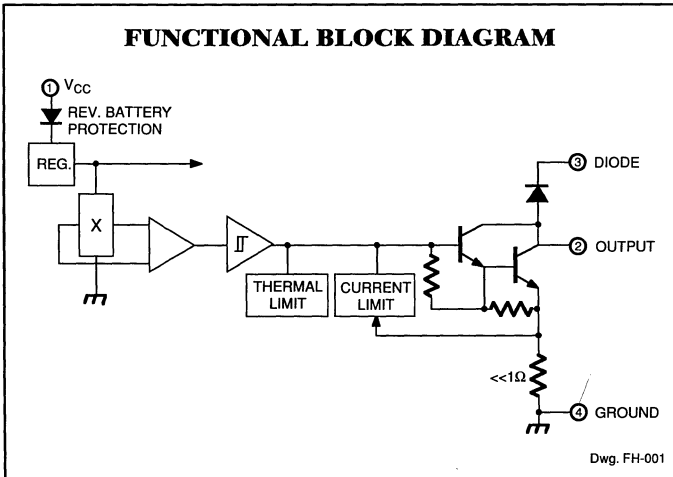 FUNCTIONAL BLOCK DIAGRAM
1 VCC
REV. BATTERY
PROTECTION
REG.
3 DIODE
X
2 OUTPUT
THERMAL
LIMIT
CURRENT
LIMIT
<<1Ω
4 GROUND
Dwg. FH-001